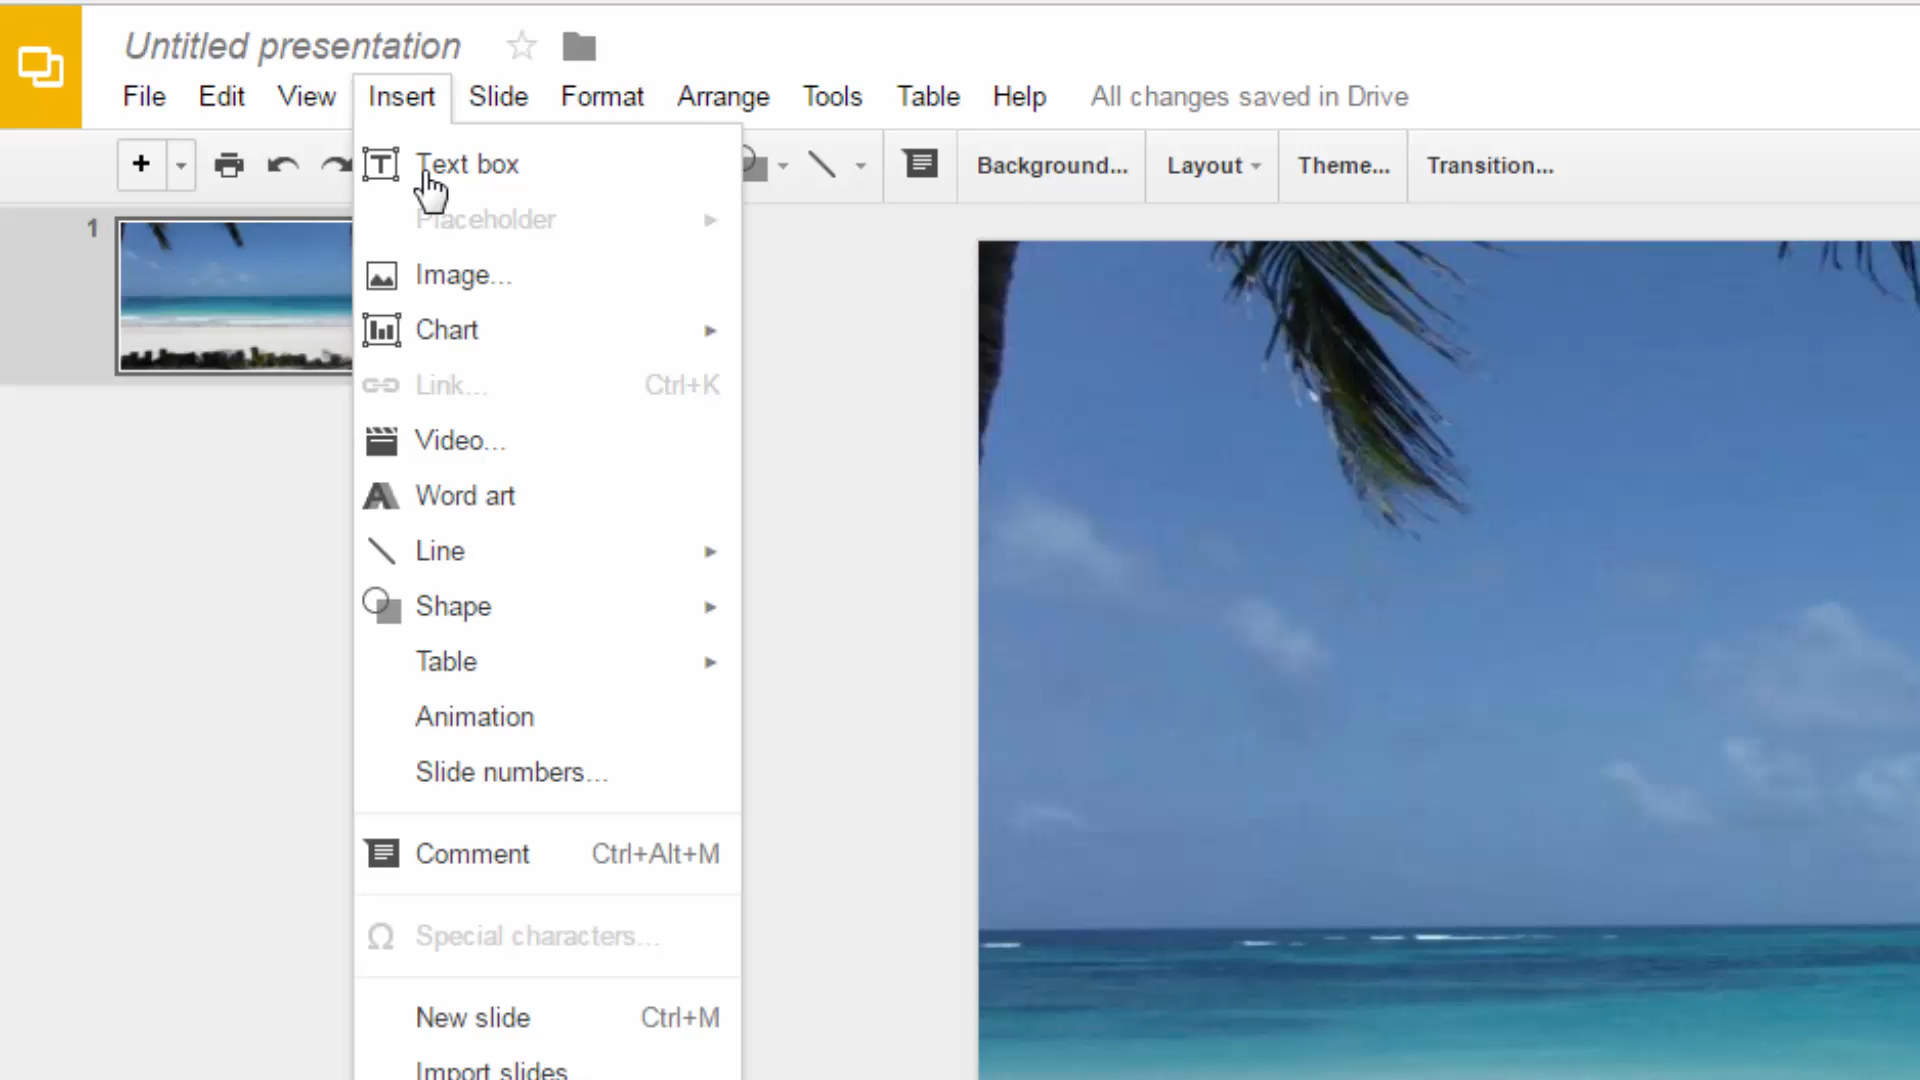 Untitled presentation
File Edit View Insert Slide Format Arrange Tools Table Help All changes saved in Drive
Background... Layout Theme... Transition...
1
Text box
Placeholder
Image...
Chart
Link... Ctrl+K
Video...
Word art
Line
Shape
Table
Animation
Slide numbers...
Comment Ctrl+Alt+M
Special characters...
New slide Ctrl+M
Import slides